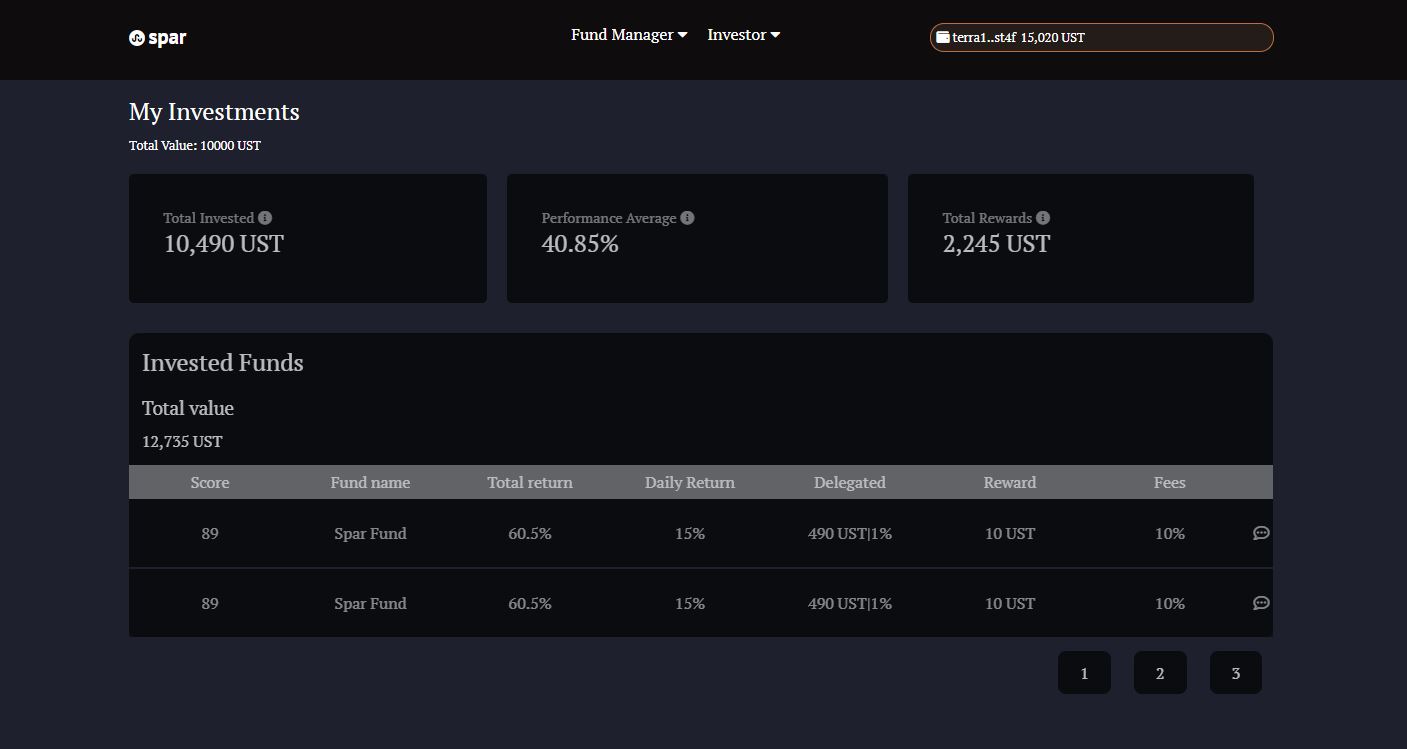 spar
Fund Manager Investor
terra1..st4f 15,020 UST
My Investments
Total Value: 10000 UST
Total Invested Performance Average Total Rewards
10,490 UST 40.85% 2,245 UST
Invested Funds
Total value
12,735 UST
Score Fund name Total return Daily Return Delegated Reward Fees
89 Spar Fund 60.5% 15% 490 UST|1% 10 UST 10%
89 Spar Fund 60.5% 15% 490 UST|1% 10 UST 10%
1 2 3